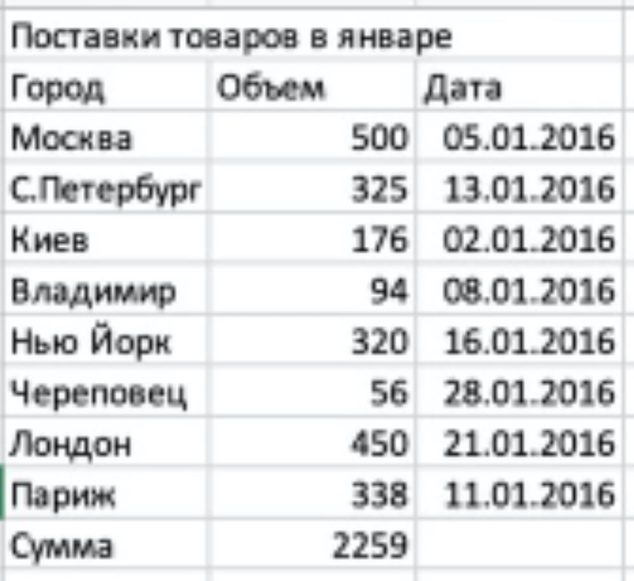 Поставки товаров в январе
Город Объем Дата
Москва 500 05.01.2016
С.Петербург 325 13.01.2016
Киев 176 02.01.2016
Владимир 94 08.01.2016
Нью Йорк 320 16.01.2016
Череповец 56 28.01.2016
Лондон 450 21.01.2016
Париж 338 11.01.2016
Сумма 2259